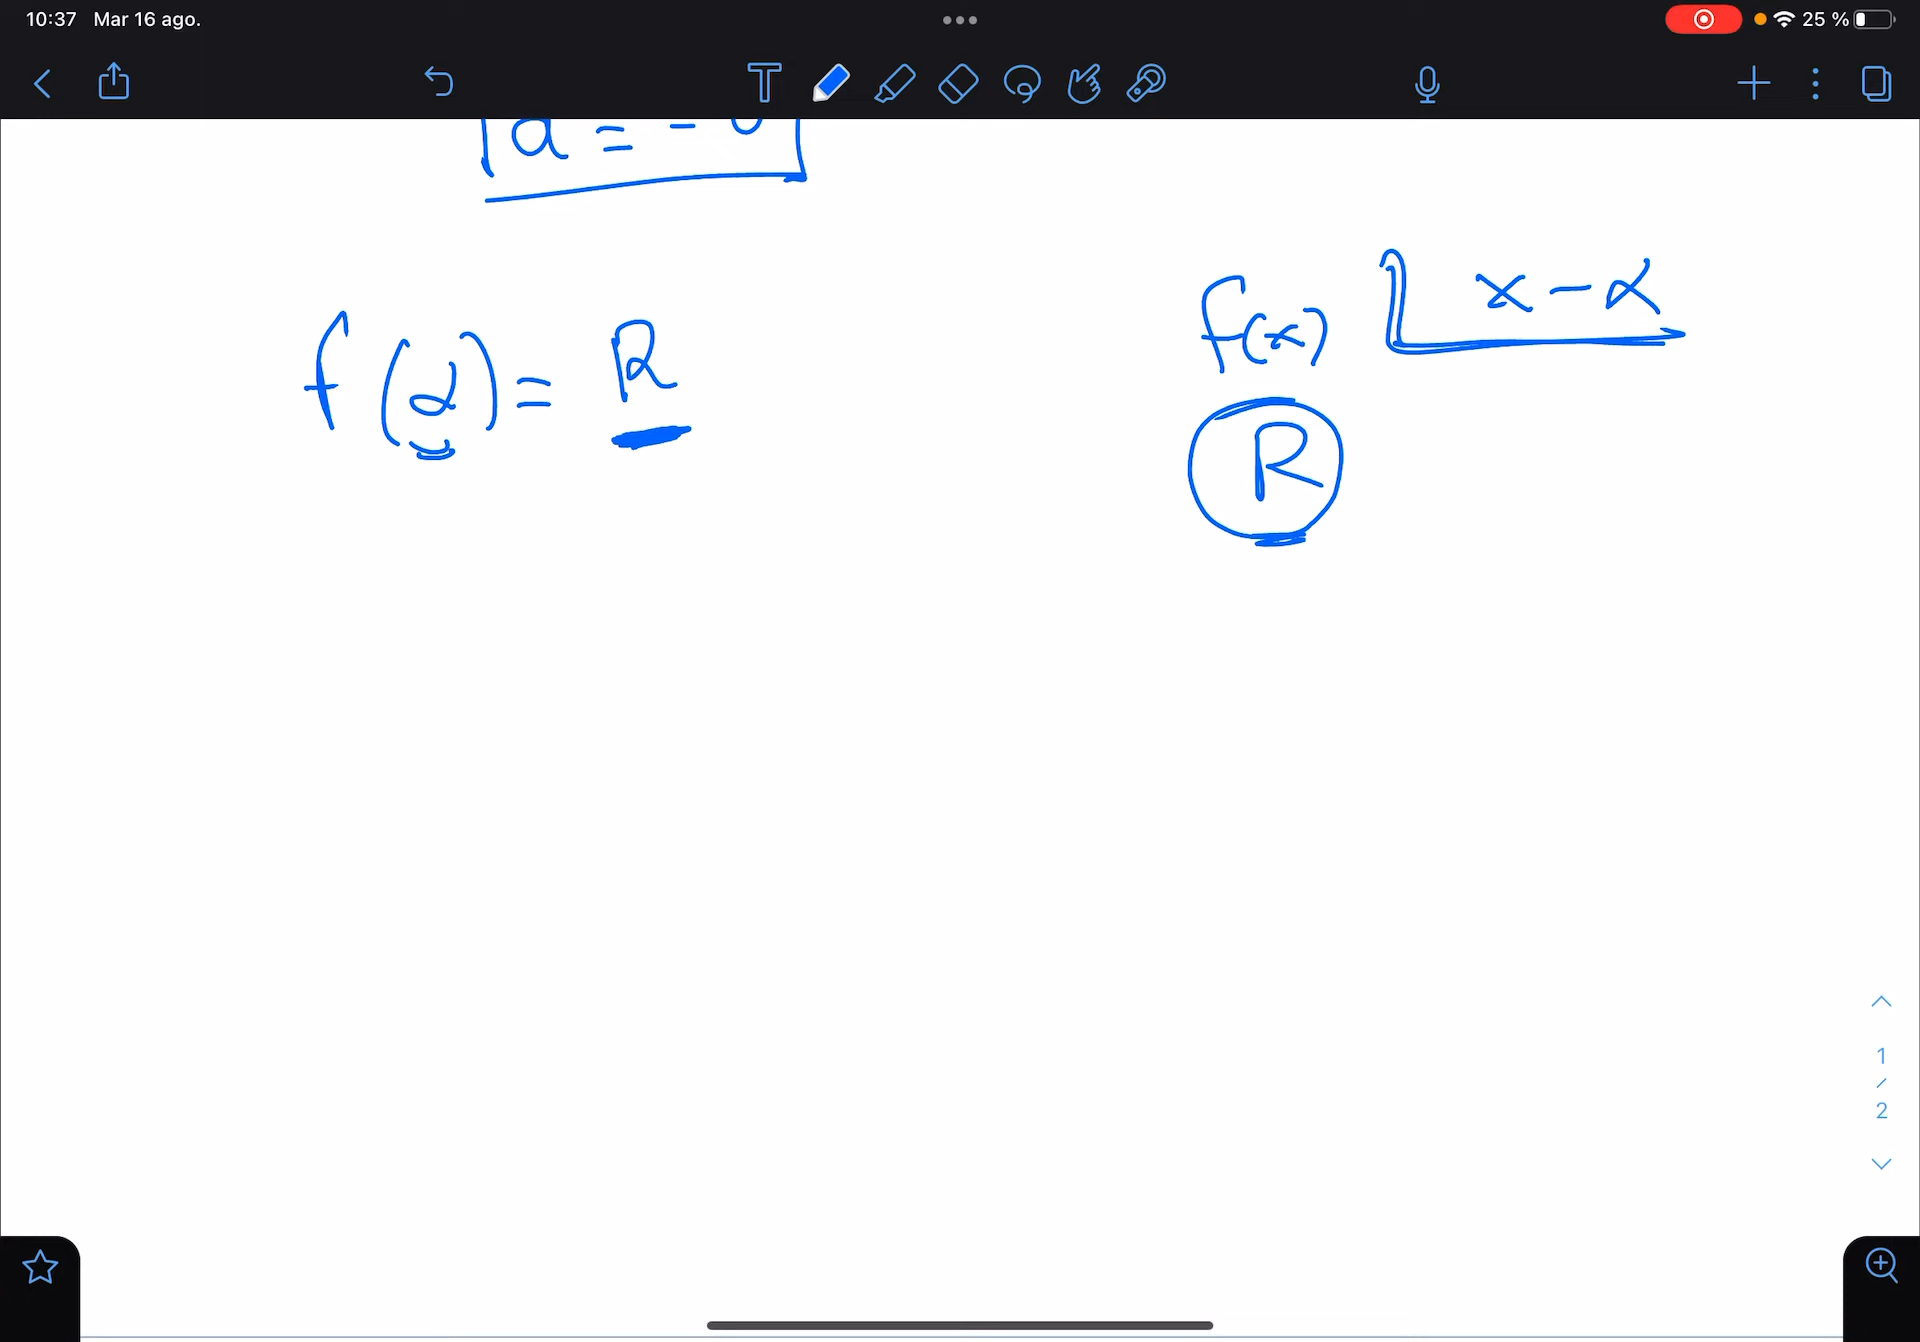 10:37 Mar 16 ago.
25 %
a = -
f(α) = R
f(x) x - α
R
1
/
2